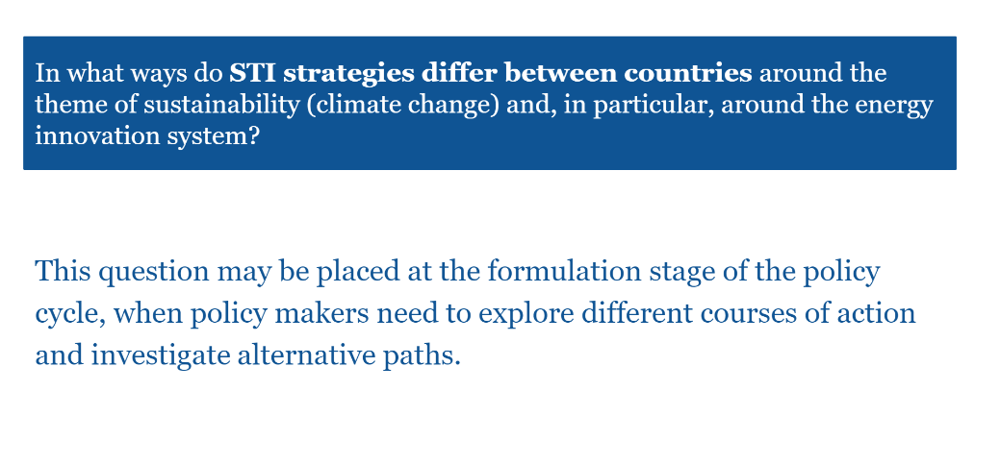 In what ways do STI strategies differ between countries around the
theme of sustainability (climate change) and, in particular, around the energy
innovation system?
This question may be placed at the formulation stage of the policy
cycle, when policy makers need to explore different courses of action
and investigate alternative paths.